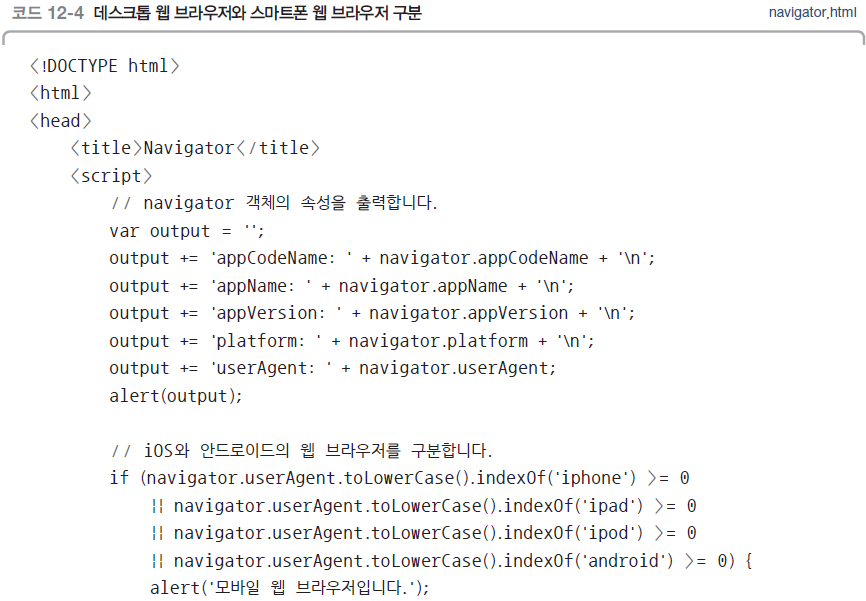 코드 12-4 데스크톱 웹 브라우저와 스마트폰 웹 브라우저 구분 navigator.html
<!DOCTYPE html>
<html>
<head>
    <title>Navigator</title>
    <script>
        // navigator 객체의 속성을 출력합니다.
        var output = '';
        output += 'appCodeName: ' + navigator.appCodeName + '\n';
        output += 'appName: ' + navigator.appName + '\n';
        output += 'appVersion: ' + navigator.appVersion + '\n';
        output += 'platform: ' + navigator.platform + '\n';
        output += 'userAgent: ' + navigator.userAgent;
        alert(output);

        // iOS와 안드로이드의 웹 브라우저를 구분합니다.
        if (navigator.userAgent.toLowerCase().indexOf('iphone') >= 0
            || navigator.userAgent.toLowerCase().indexOf('ipad') >= 0
            || navigator.userAgent.toLowerCase().indexOf('ipod') >= 0
            || navigator.userAgent.toLowerCase().indexOf('android') >= 0) {
            alert('모바일 웹 브라우저입니다.');